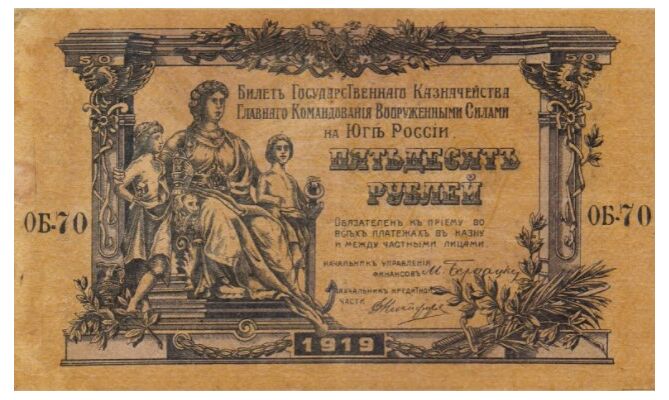 50 50
Билетъ Государственнаго Казначейства
Главнаго Командованія Вооруженными Силами
на Югѣ Россіи.
ПЯТЬДЕСЯТЪ
РУБЛЕЙ
ОБ-70 ОБ-70
Обязателенъ къ пріему во
всѣхъ платежахъ въ казну
и между частными лицами.
Начальникъ управленія
финансовъ
Начальникъ кредитной
части
1919